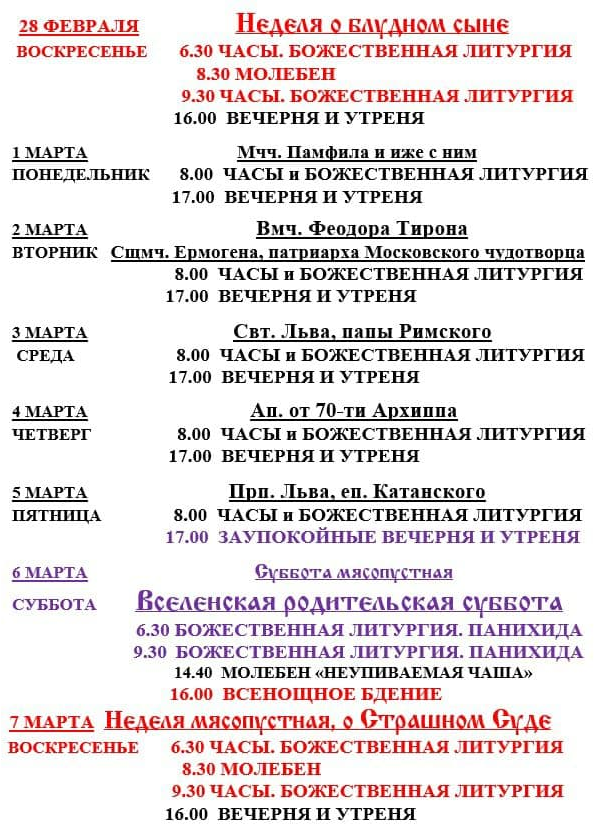 28 ФЕВРАЛЯ Неделя о блудном сыне
ВОСКРЕСЕНЬЕ 6.30 ЧАСЫ. БОЖЕСТВЕННАЯ ЛИТУРГИЯ
8.30 МОЛЕБЕН
9.30 ЧАСЫ. БОЖЕСТВЕННАЯ ЛИТУРГИЯ
16.00 ВЕЧЕРНЯ И УТРЕНЯ
1 МАРТА Мчч. Памфила и иже с ним
ПОНЕДЕЛЬНИК 8.00 ЧАСЫ и БОЖЕСТВЕННАЯ ЛИТУРГИЯ
17.00 ВЕЧЕРНЯ И УТРЕНЯ
2 МАРТА Вмч. Феодора Тирона
ВТОРНИК Сщмч. Ермогена, патриарха Московского чудотворца
8.00 ЧАСЫ и БОЖЕСТВЕННАЯ ЛИТУРГИЯ
17.00 ВЕЧЕРНЯ И УТРЕНЯ
3 МАРТА Свт. Льва, папы Римского
СРЕДА 8.00 ЧАСЫ и БОЖЕСТВЕННАЯ ЛИТУРГИЯ
17.00 ВЕЧЕРНЯ И УТРЕНЯ
4 МАРТА Ап. от 70-ти Архиппа
ЧЕТВЕРГ 8.00 ЧАСЫ и БОЖЕСТВЕННАЯ ЛИТУРГИЯ
17.00 ВЕЧЕРНЯ И УТРЕНЯ
5 МАРТА Прп. Льва, еп. Катанского
ПЯТНИЦА 8.00 ЧАСЫ и БОЖЕСТВЕННАЯ ЛИТУРГИЯ
17.00 ЗАУПОКОЙНЫЕ ВЕЧЕРНЯ И УТРЕНЯ
6 МАРТА Суббота мясопустная
СУББОТА Вселенская родительская суббота
6.30 БОЖЕСТВЕННАЯ ЛИТУРГИЯ. ПАНИХИДА
9.30 БОЖЕСТВЕННАЯ ЛИТУРГИЯ. ПАНИХИДА
14.40 МОЛЕБЕН «НЕУПИВАЕМАЯ ЧАША»
16.00 ВСЕНОЩНОЕ БДЕНИЕ
7 МАРТА Неделя мясопустная, о Страшном Суде
ВОСКРЕСЕНЬЕ 6.30 ЧАСЫ. БОЖЕСТВЕННАЯ ЛИТУРГИЯ
8.30 МОЛЕБЕН
9.30 ЧАСЫ. БОЖЕСТВЕННАЯ ЛИТУРГИЯ
16.00 ВЕЧЕРНЯ И УТРЕНЯ